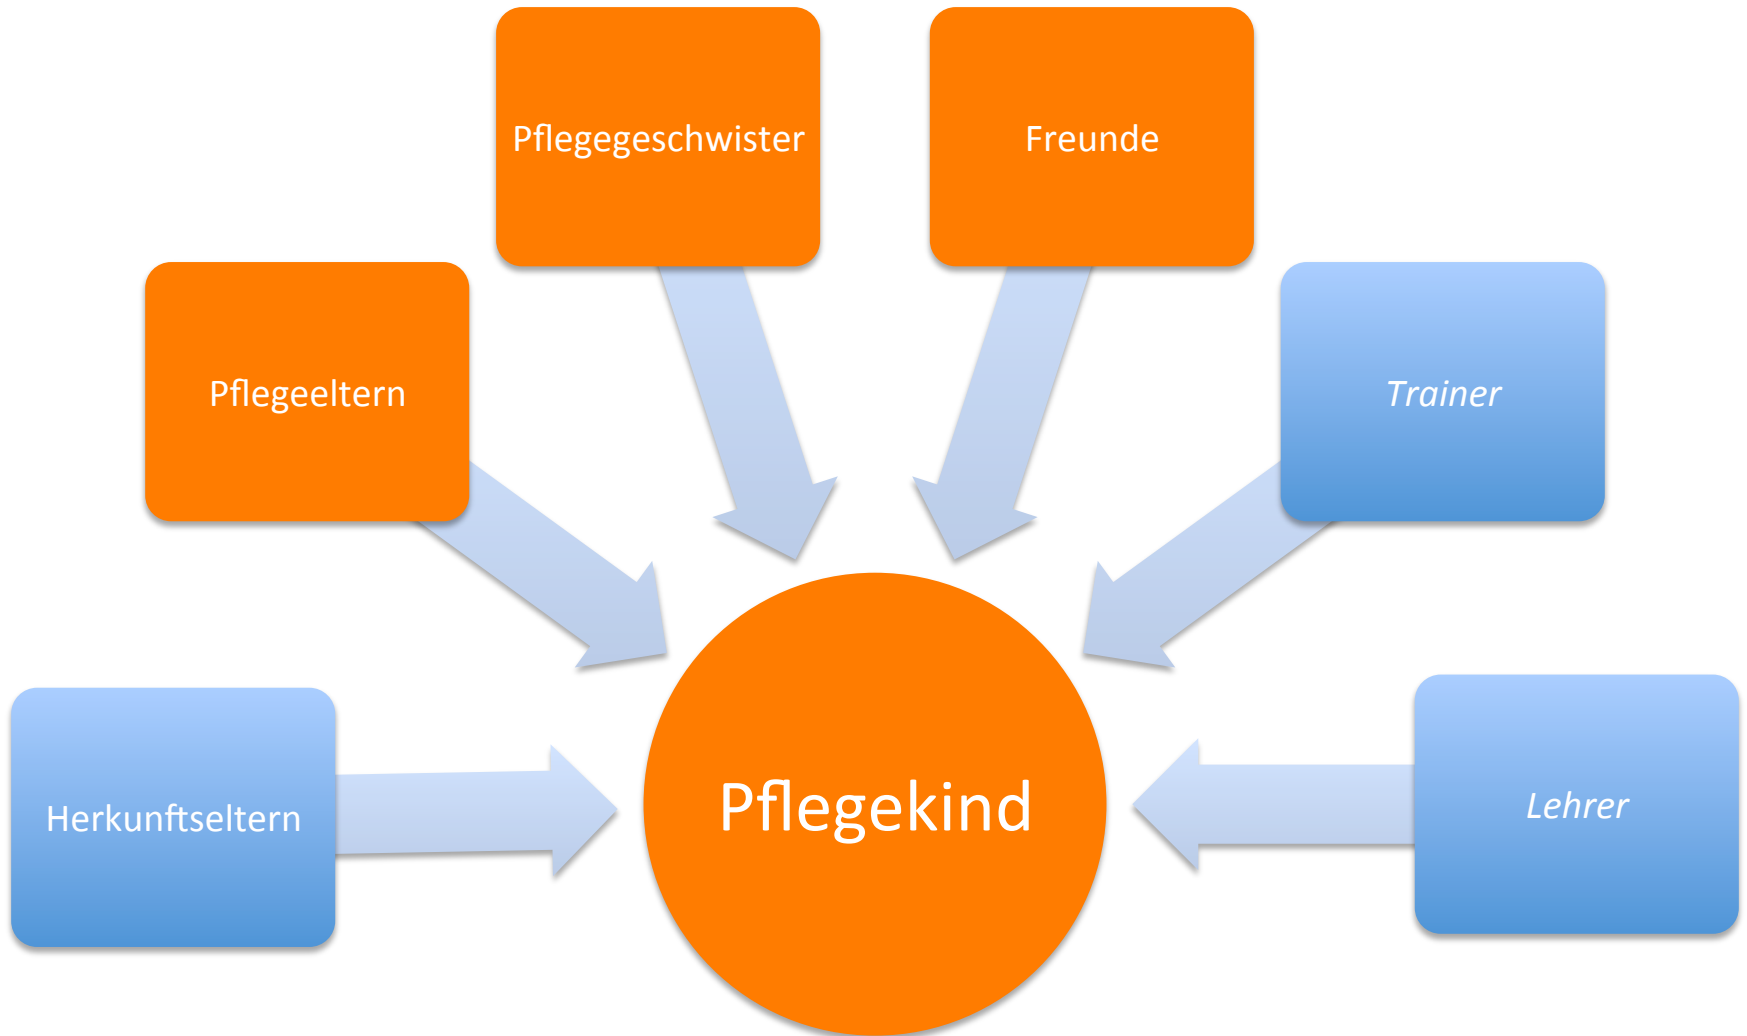 Pflegegeschwister
Freunde
Pflegeeltern
Trainer
Herkunftseltern
Pflegekind
Lehrer